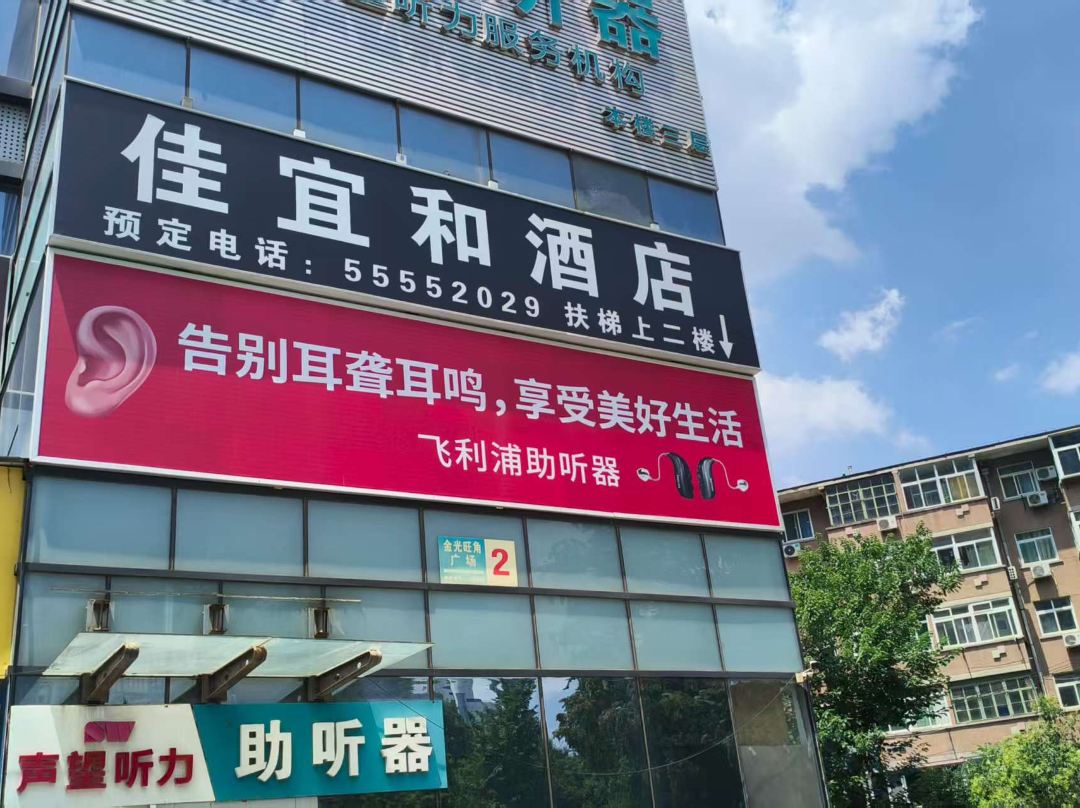 听器
听力服务机构
本楼三层
佳宜和酒店
预定电话：55552029 扶梯上二楼↓
告别耳聋耳鸣，享受美好生活
飞利浦助听器
金光旺角
广场
2
SW
声望听力
助听器